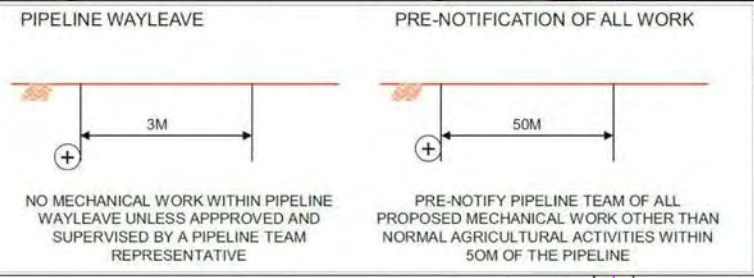 PIPELINE WAYLEAVE
3M
NO MECHANICAL WORK WITHIN PIPELINE
WAYLEAVE UNLESS APPPROVED AND
SUPERVISED BY A PIPELINE TEAM
REPRESENTATIVE
PRE-NOTIFICATION OF ALL WORK
50M
PRE-NOTIFY PIPELINE TEAM OF ALL
PROPOSED MECHANICAL WORK OTHER THAN
NORMAL AGRICULTURAL ACTIVITIES WITHIN
50M OF THE PIPELINE